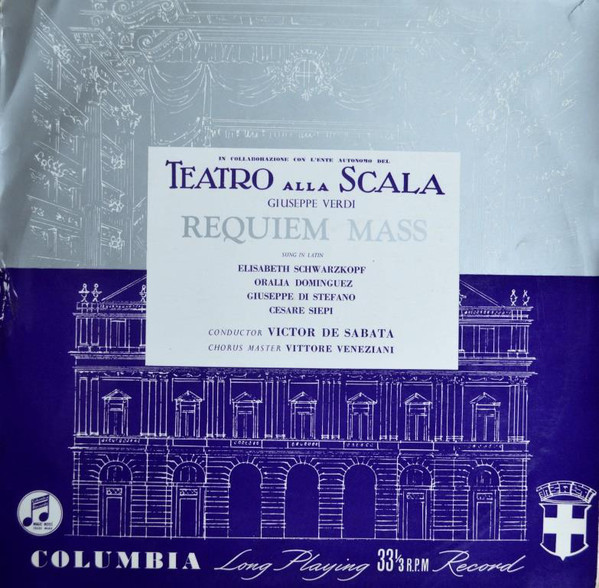 IN COLLABORAZIONE CON L'ENTE AUTONOMO DEL
TEATRO ALLA SCALA
GIUSEPPE VERDI
REQUIEM MASS
SUNG IN LATIN
ELISABETH SCHWARZKOPF
ORALIA DOMINGUEZ
GIUSEPPE DI STEFANO
CESARE SIEPI
CONDUCTOR VICTOR DE SABATA
CHORUS MASTER VITTORE VENEZIANI
COLUMBIA Long Playing 33⅓ R.P.M Record